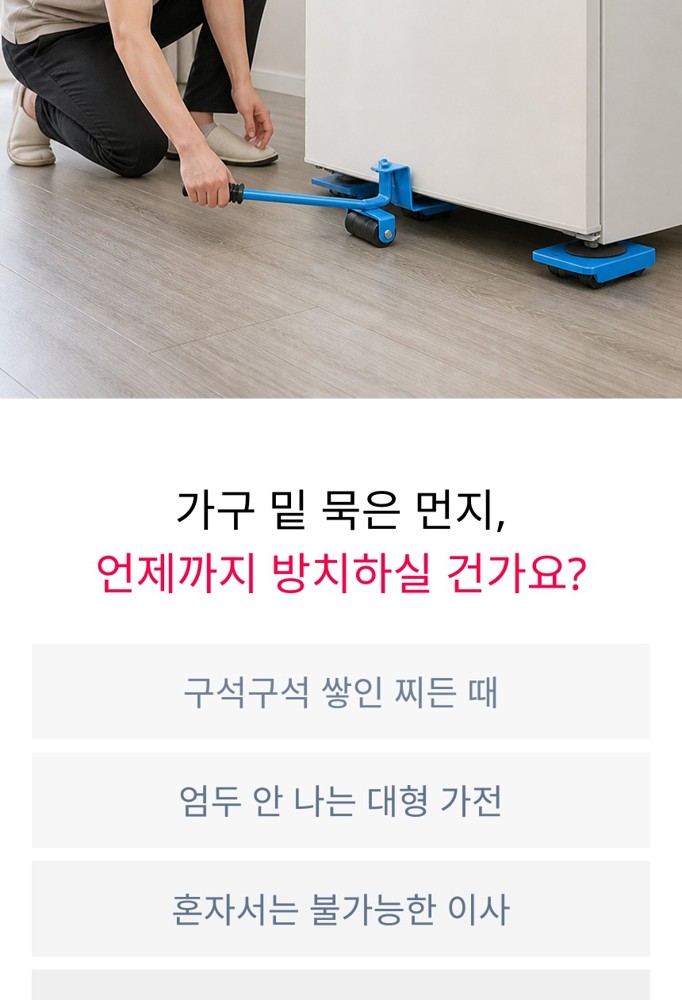 가구 밑 묵은 먼지,
언제까지 방치하실 건가요?
구석구석 쌓인 찌든 때
엄두 안 나는 대형 가전
혼자서는 불가능한 이사